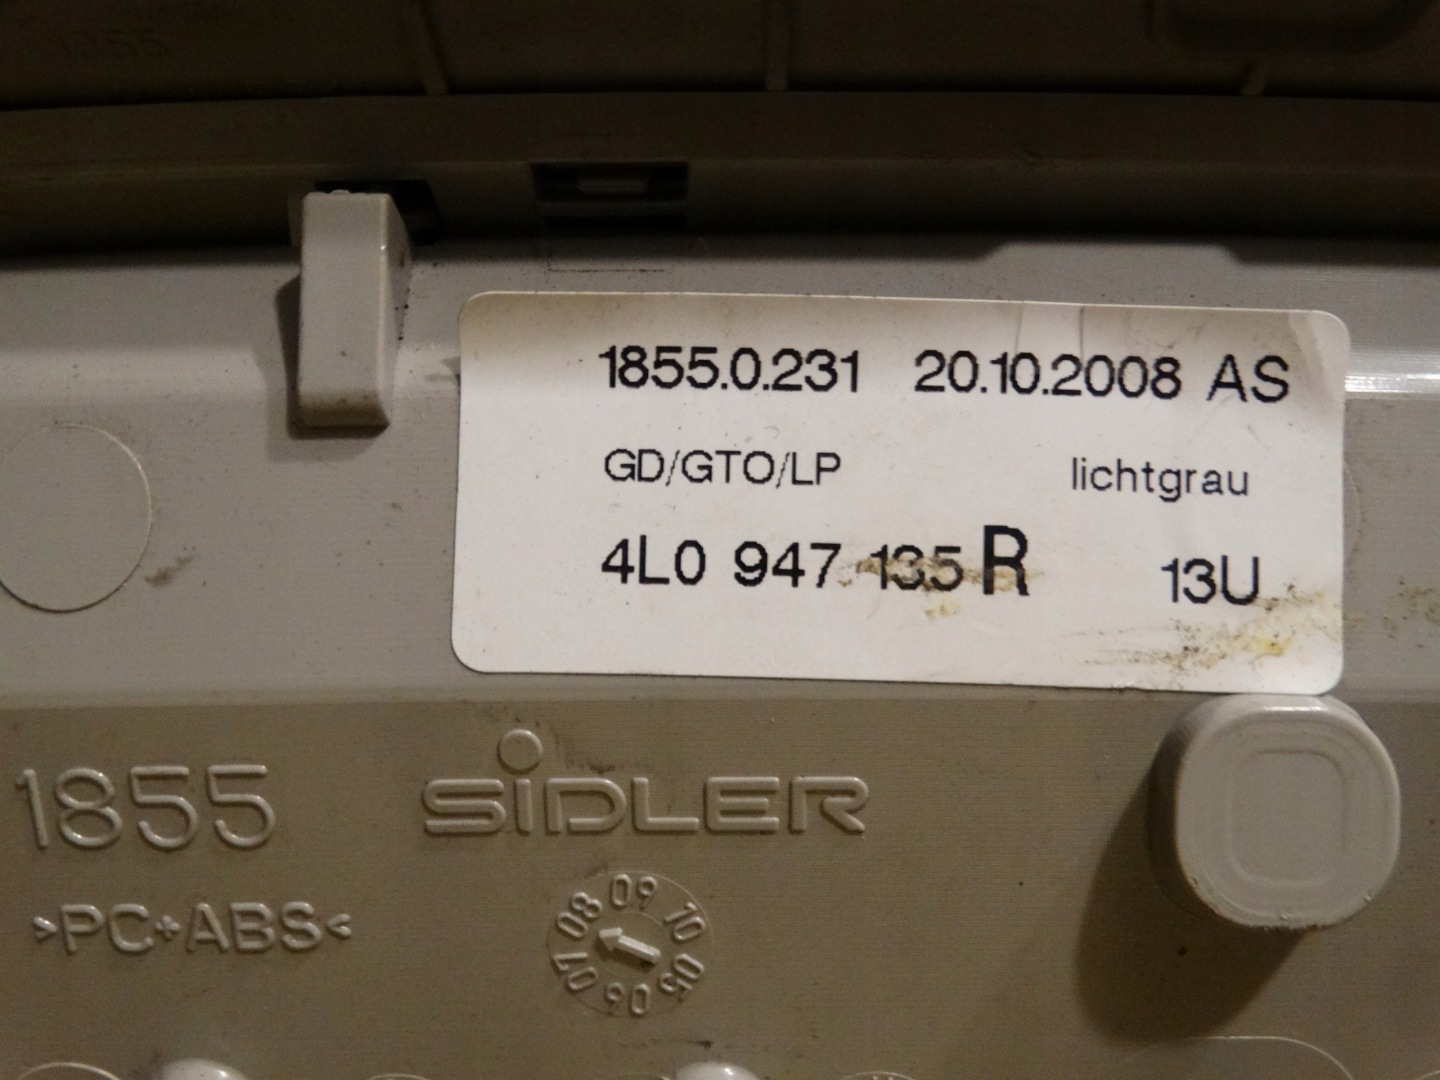 1855.0.231 20.10.2008 AS
GD/GTO/LP lichtgrau
4L0 947 135 R 13U
1855 SiDLER
>PC+ABS<
08 09 10
07 06 05